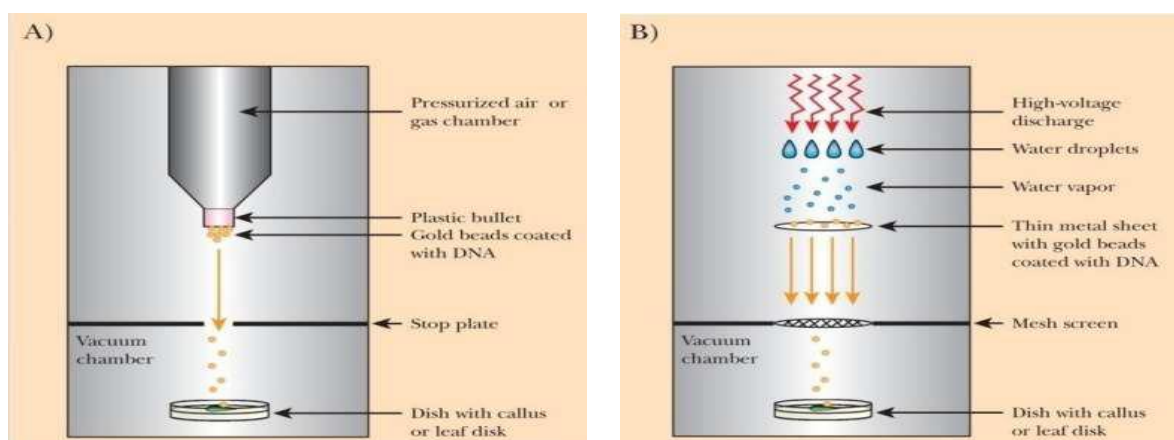 A)
Pressurized air or
gas chamber
Plastic bullet
Gold beads coated
with DNA
Stop plate
Vacuum
chamber
Dish with callus
or leaf disk
B)
High-voltage
discharge
Water droplets
Water vapor
Thin metal sheet
with gold beads
coated with DNA
Mesh screen
Vacuum
chamber
Dish with callus
or leaf disk